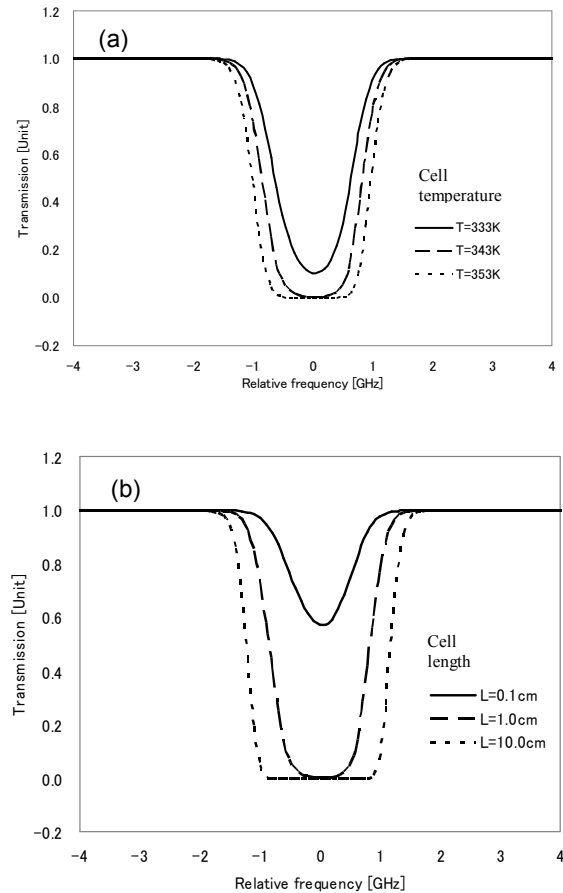 (a)
1.2
1.0
0.8
0.6
0.4
0.2
0.0
-0.2
Transmission [Unit]
Cell
temperature
T=333K
T=343K
T=353K
-4 -3 -2 -1 0 1 2 3 4
Relative frequency [GHz]
(b)
1.2
1.0
0.8
0.6
0.4
0.2
0.0
-0.2
Transmission [Unit]
Cell
length
L=0.1cm
L=1.0cm
L=10.0cm
-4 -3 -2 -1 0 1 2 3 4
Relative frequency [GHz]